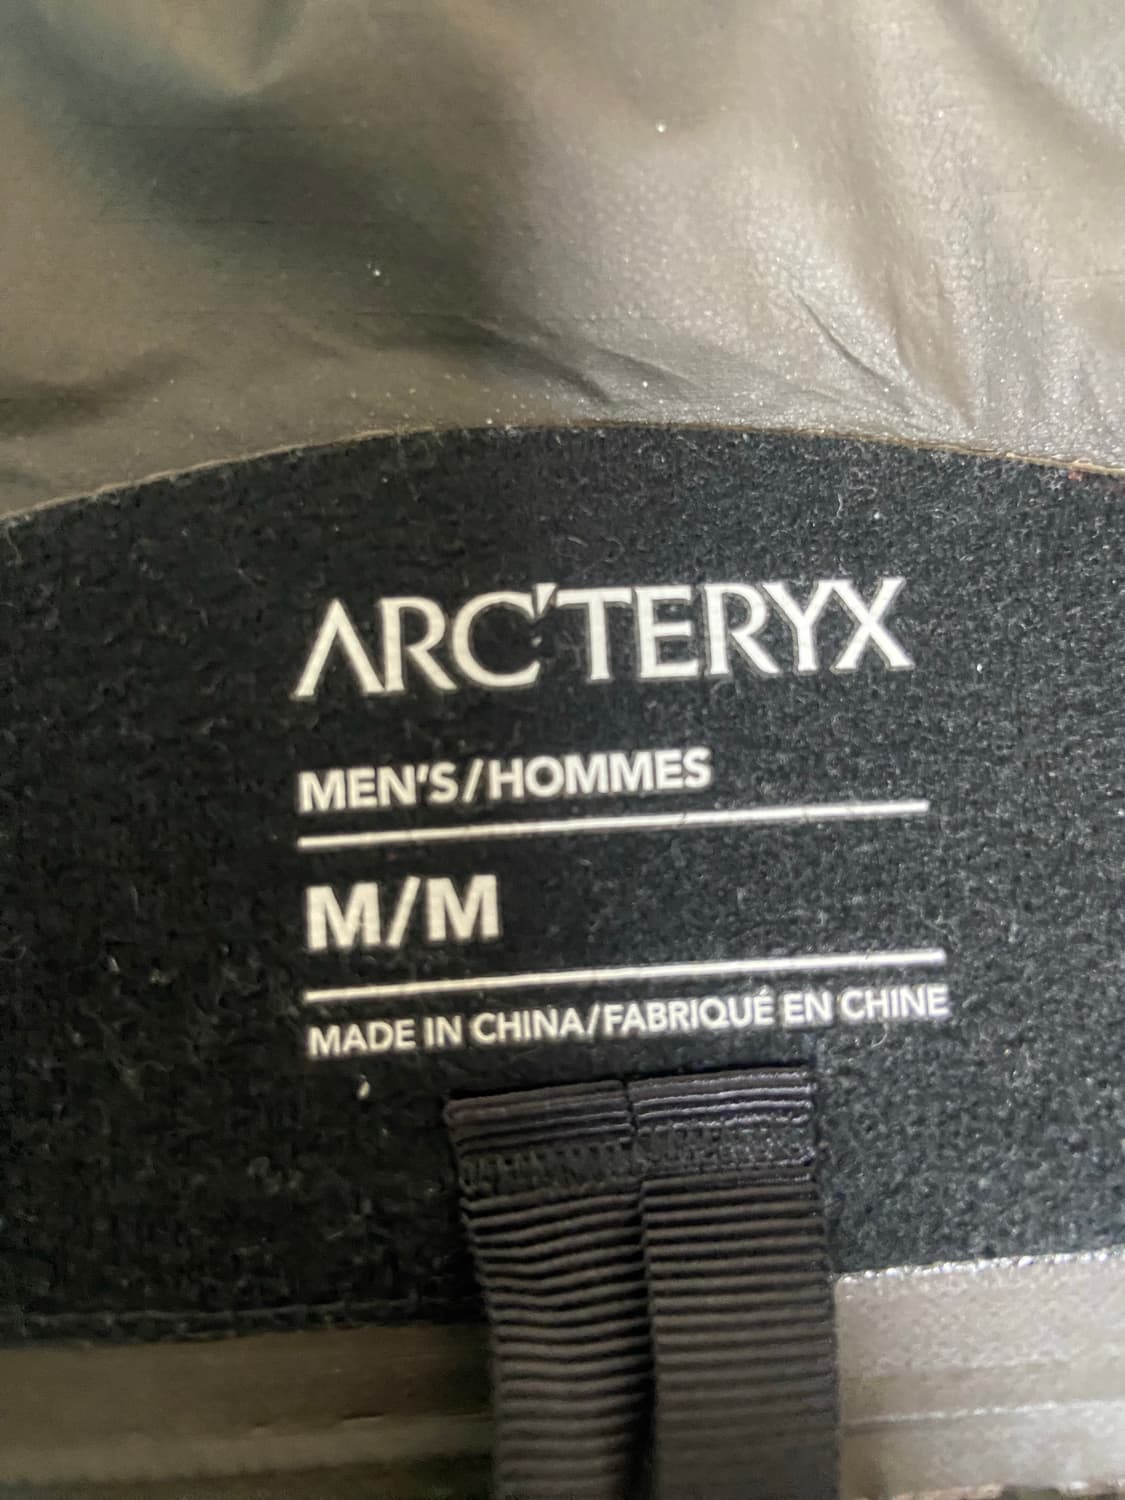 ARC'TERYX
MEN'S/HOMMES
M/M
MADE IN CHINA/FABRIQUÉ EN CHINE